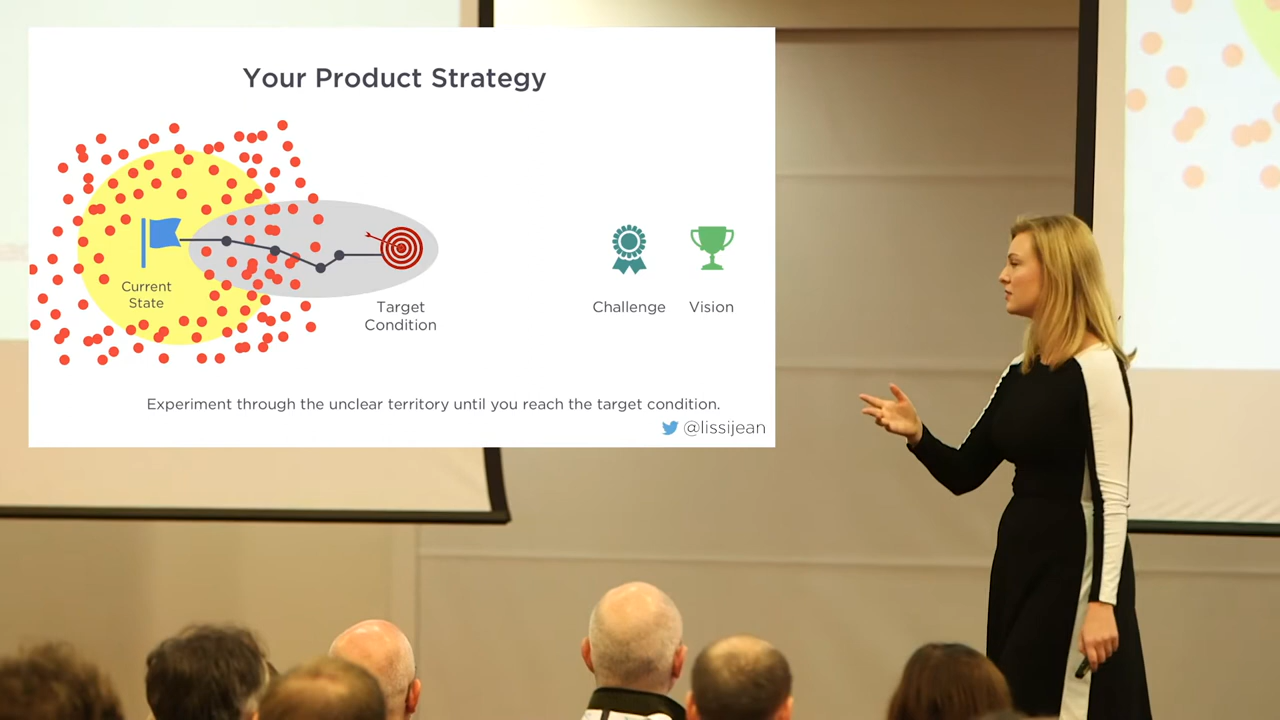 Your Product Strategy
Current
State
Target
Condition
Challenge
Vision
Experiment through the unclear territory until you reach the target condition.
@lissijean